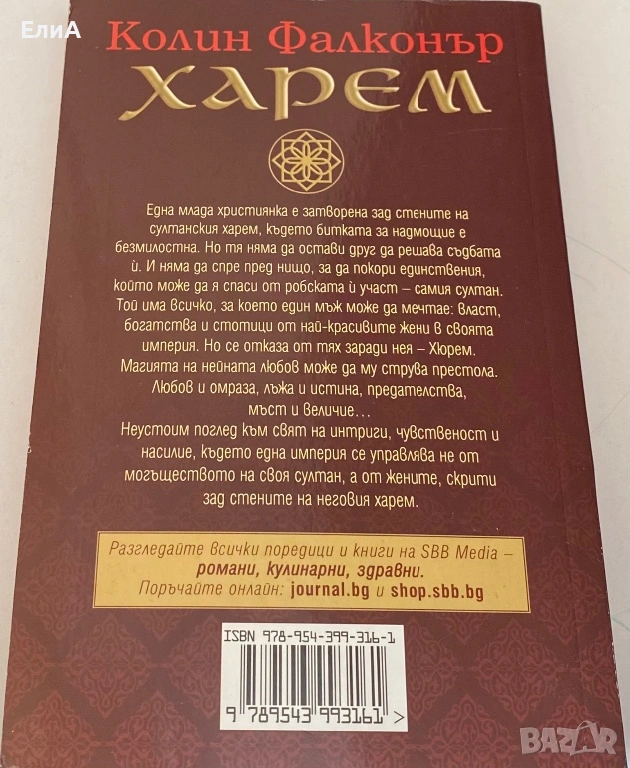 ЕлиА
Колин Фалконър
ХАРЕМ
Една млада християнка е затворена зад стените на
султанския харем, където битката за надмощие е
безмилостна. Но тя няма да остави друг да решава съдбата
ѝ. И няма да спре пред нищо, за да покори единствения,
който може да я спаси от робската ѝ участ – самия султан.
Той има всичко, за което един мъж може да мечтае: власт,
богатства и стотици от най-красивите жени в своята
империя. Но се отказа от тях заради нея – Хюрем.
Магията на нейната любов може да му струва престола.
Любов и омраза, лъжа и истина, предателства,
мъст и величие...
Неустоим поглед към свят на интриги, чувственост и
насилие, където една империя се управлява не от
могъществото на своя султан, а от жените, скрити
зад стените на неговия харем.
Разгледайте всички поредици и книги на SBB Media –
романи, кулинарни, здравни.
Поръчайте онлайн: journal.bg и shop.sbb.bg
ISBN 978-954-399-316-1
9 789543 993161 >
BAZAR